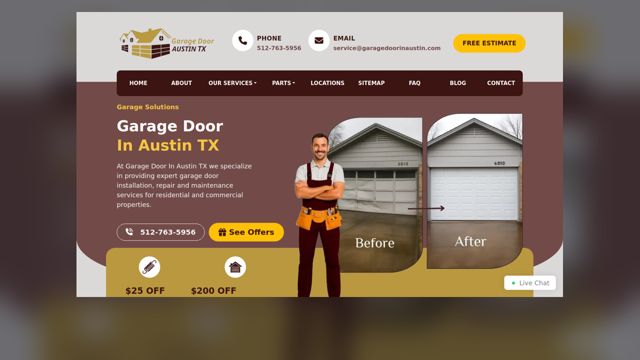 Garage Door
AUSTIN TX
PHONE
512-763-5956
EMAIL
service@garagedoorinaustin.com
FREE ESTIMATE
HOME
ABOUT
OUR SERVICES
PARTS
LOCATIONS
SITEMAP
FAQ
BLOG
CONTACT
Garage Solutions
Garage Door
In Austin TX
At Garage Door In Austin TX we specialize
in providing expert garage door
installation, repair and maintenance
services for residential and commercial
properties.
512-763-5956
See Offers
Before
After
$25 OFF
$200 OFF
Live Chat